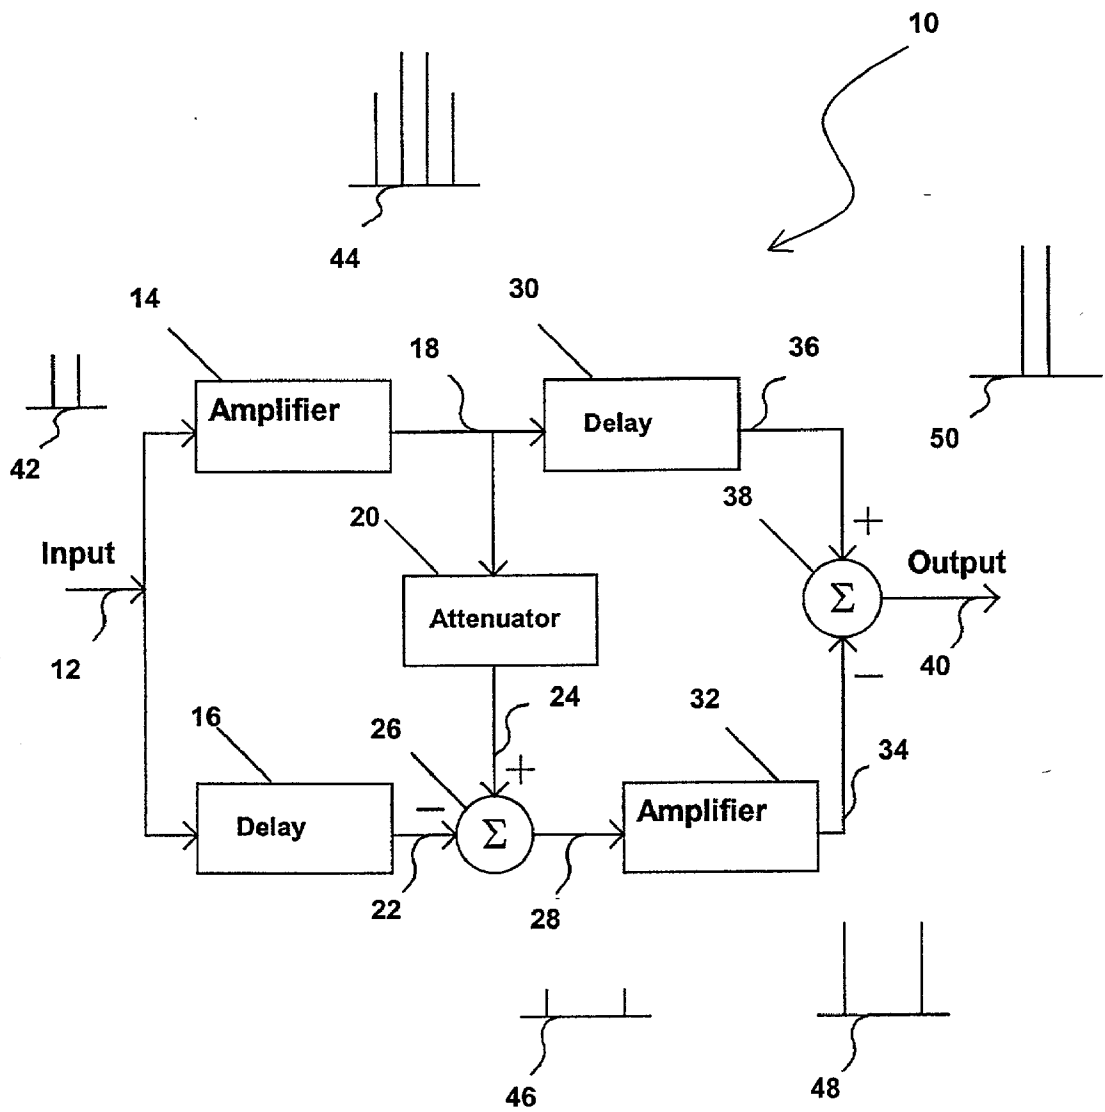 10
44
14
30
18
36
50
Amplifier
Delay
42
20
38
+
Input
Output
Σ
Attenuator
12
40
−
16
26
24
32
34
+
Delay
−
Σ
Amplifier
22
28
46
48